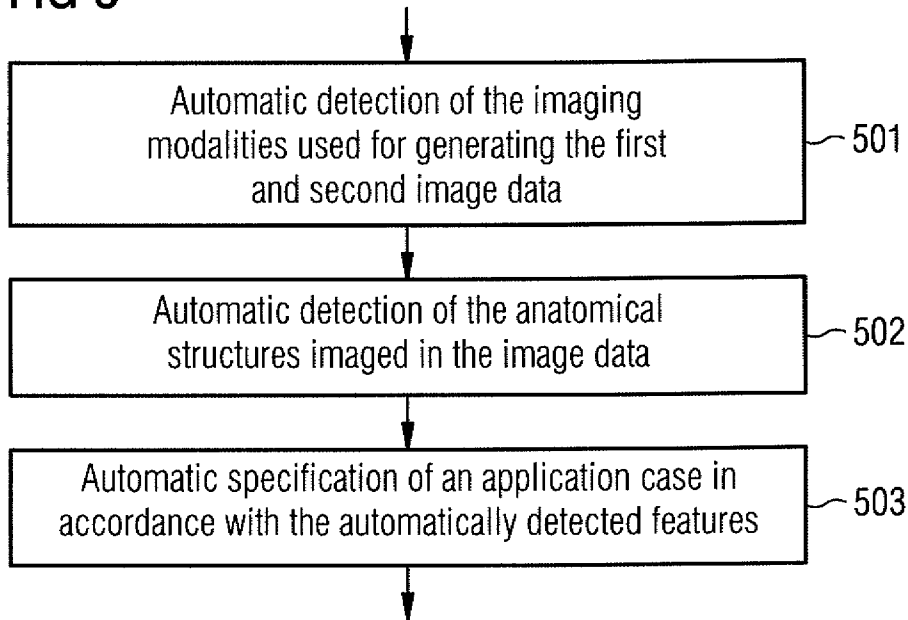 Automatic detection of the imaging
modalities used for generating the first
and second image data
501
Automatic detection of the anatomical
structures imaged in the image data
502
Automatic specification of an application case in
accordance with the automatically detected features
503